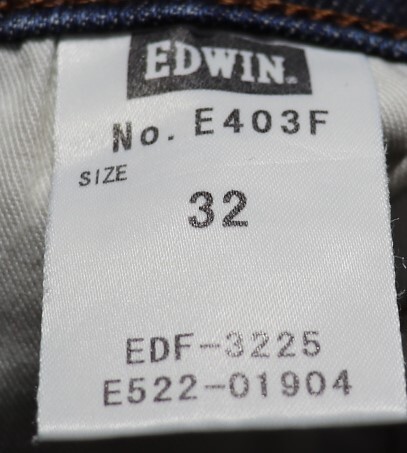 EDWIN.
No. E403F
SIZE
32
EDF-3225
E522-01904